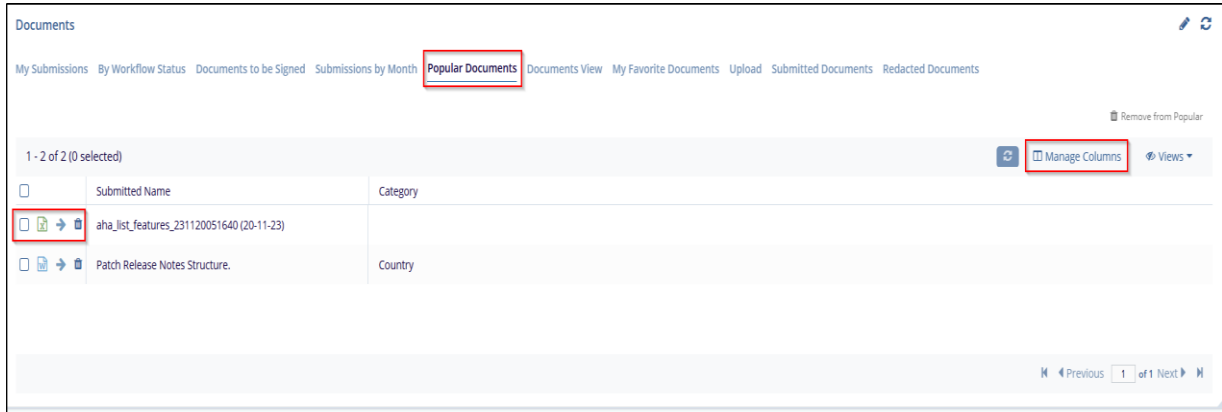 Documents
My Submissions By Workflow Status Documents to be Signed Submissions by Month Popular Documents Documents View My Favorite Documents Upload Submitted Documents Redacted Documents
Remove from Popular
1 - 2 of 2 (0 selected) Manage Columns Views
Submitted Name Category
aha_list_features_231120051640 (20-11-23)
Patch Release Notes Structure. Country
Previous 1 of 1 Next